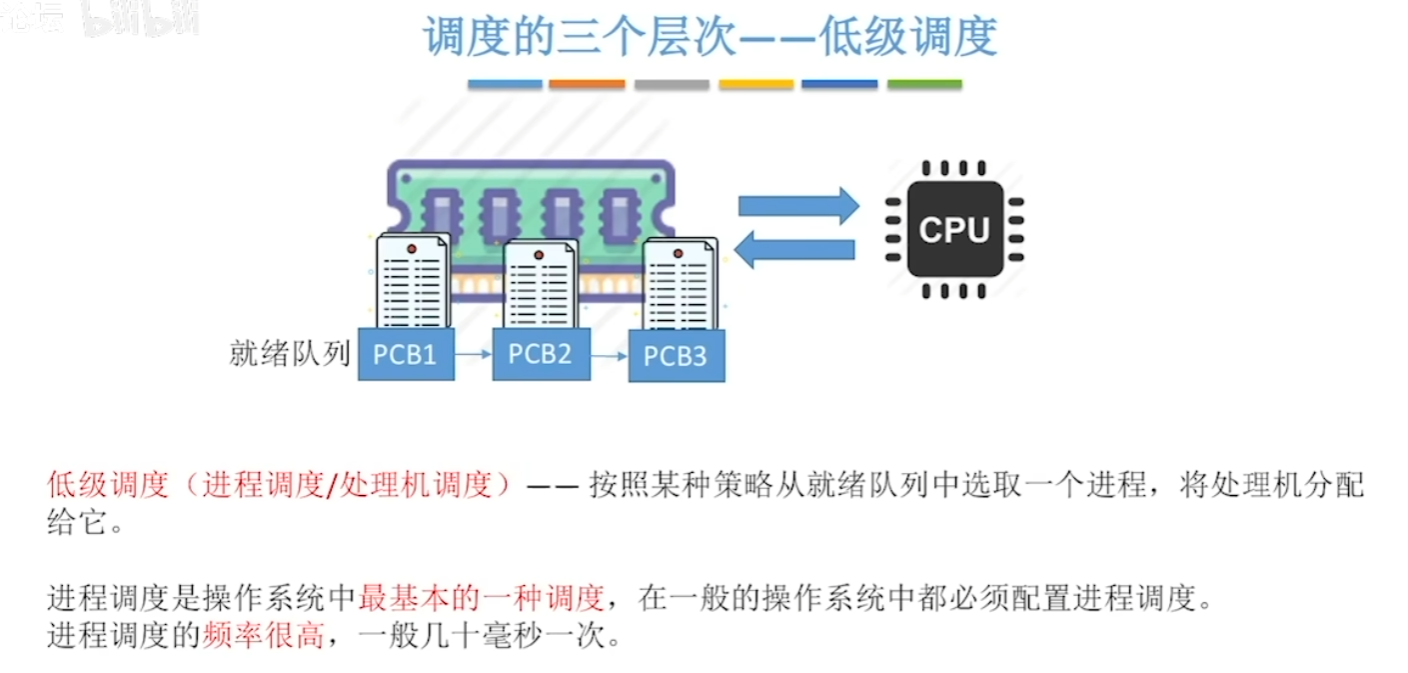 论坛 bilibili
调度的三个层次——低级调度
CPU
就绪队列 PCB1 PCB2 PCB3
低级调度（进程调度/处理机调度）—— 按照某种策略从就绪队列中选取一个进程，将处理机分配
给它。
进程调度是操作系统中最基本的一种调度，在一般的操作系统中都必须配置进程调度。
进程调度的频率很高，一般几十毫秒一次。